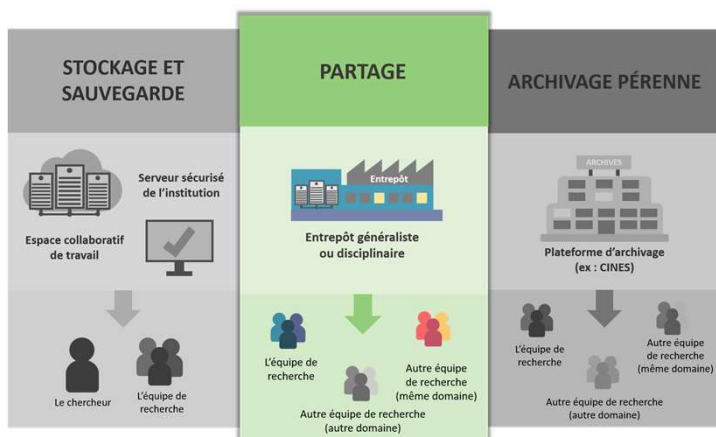 STOCKAGE ET
SAUVEGARDE
Serveur sécurisé
de l'institution
Espace collaboratif
de travail
Le chercheur
L'équipe de
recherche
PARTAGE
Entrepôt
Entrepôt généraliste
ou disciplinaire
L'équipe de
recherche
Autre équipe
de recherche
(même domaine)
Autre équipe de recherche
(autre domaine)
ARCHIVAGE PÉRENNE
ARCHIVES
Plateforme d'archivage
(ex : CINES)
L'équipe de
recherche
Autre équipe
de recherche
(même domaine)
Autre équipe de recherche
(autre domaine)